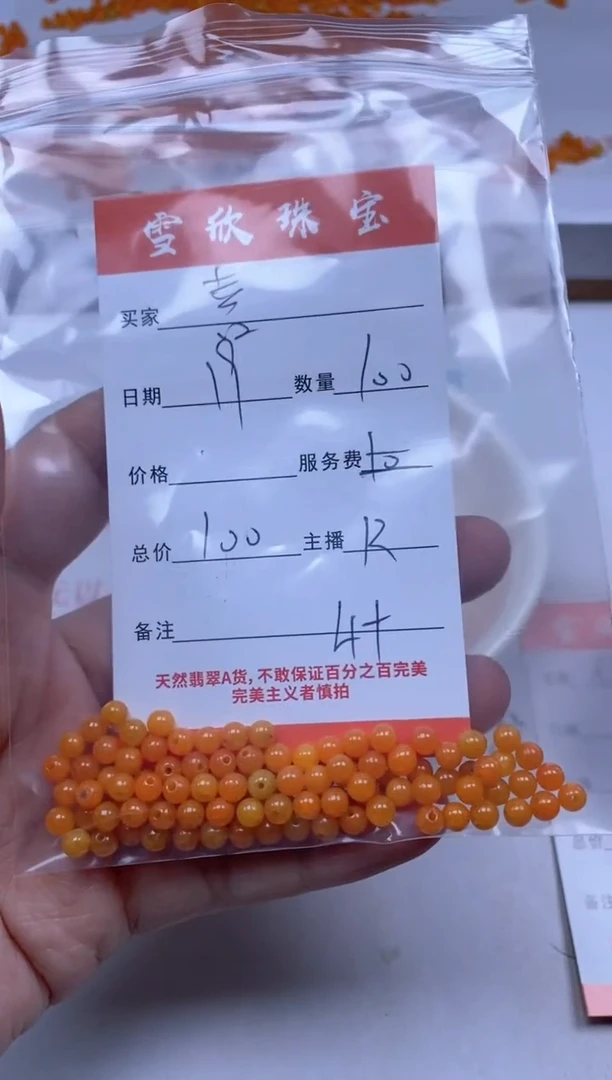 雪欣珠宝
买家
日期 19 数量 100
价格 服务费 10
总价 100 主播 R
备注 4+
天然翡翠A货,不敢保证百分之百完美
完美主义者慎拍